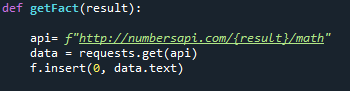 def getFact(result):
api= f"http://numbersapi.com/{result}/math"
data = requests.get(api)
f.insert(0, data.text)